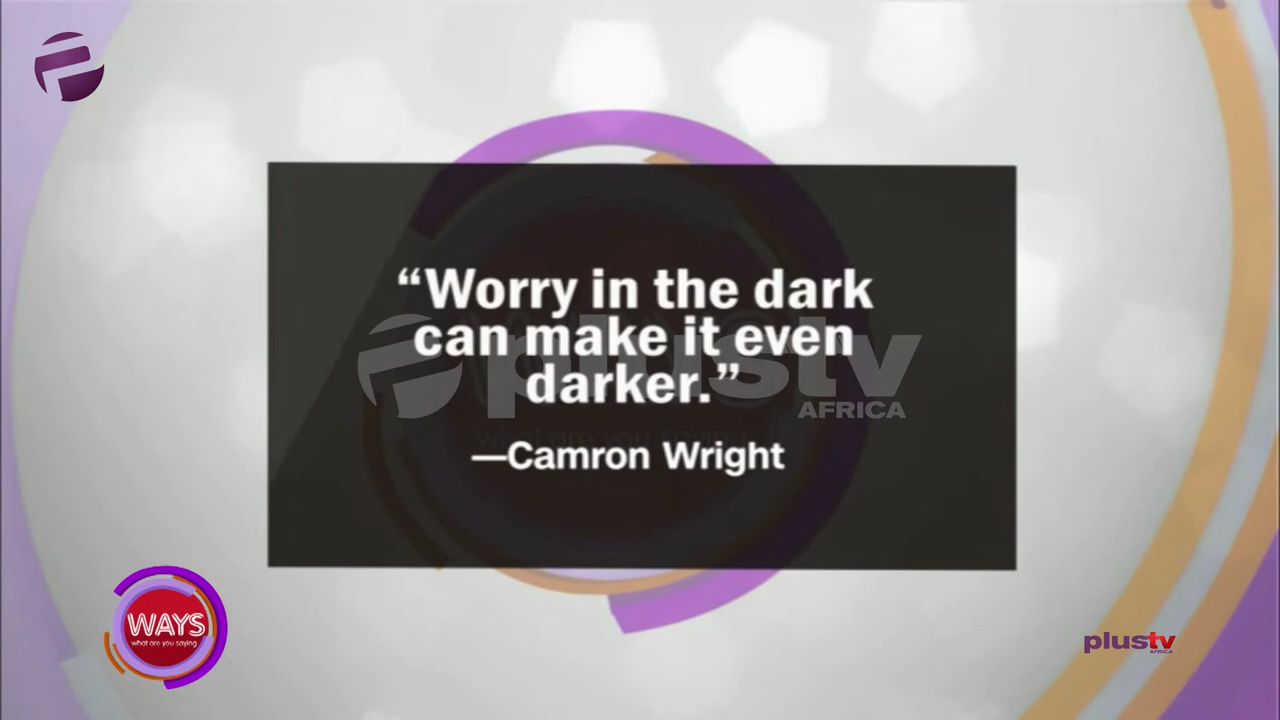 “Worry in the dark
can make it even
darker.”
—Camron Wright
plustv
AFRICA
WAYS
what are you saying
plustv
AFRICA